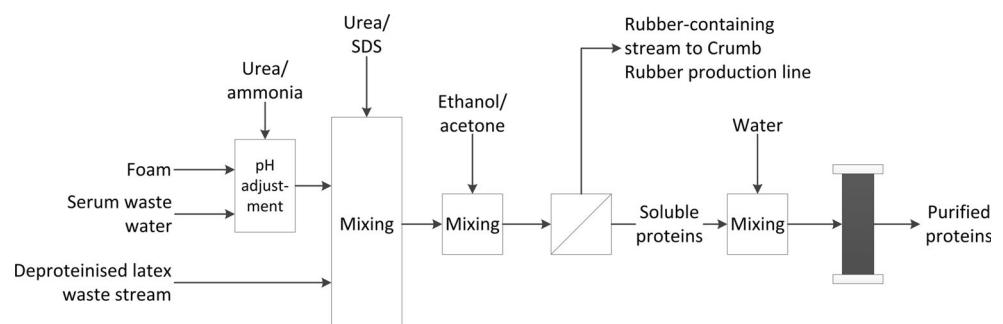 Urea/
SDS
Rubber-containing
stream to Crumb
Rubber production line
Urea/
ammonia
Ethanol/
acetone
Water
Foam
Serum waste
water
pH
adjust-
ment
Mixing
Mixing
Soluble
proteins
Mixing
Purified
proteins
Deproteinised latex
waste stream